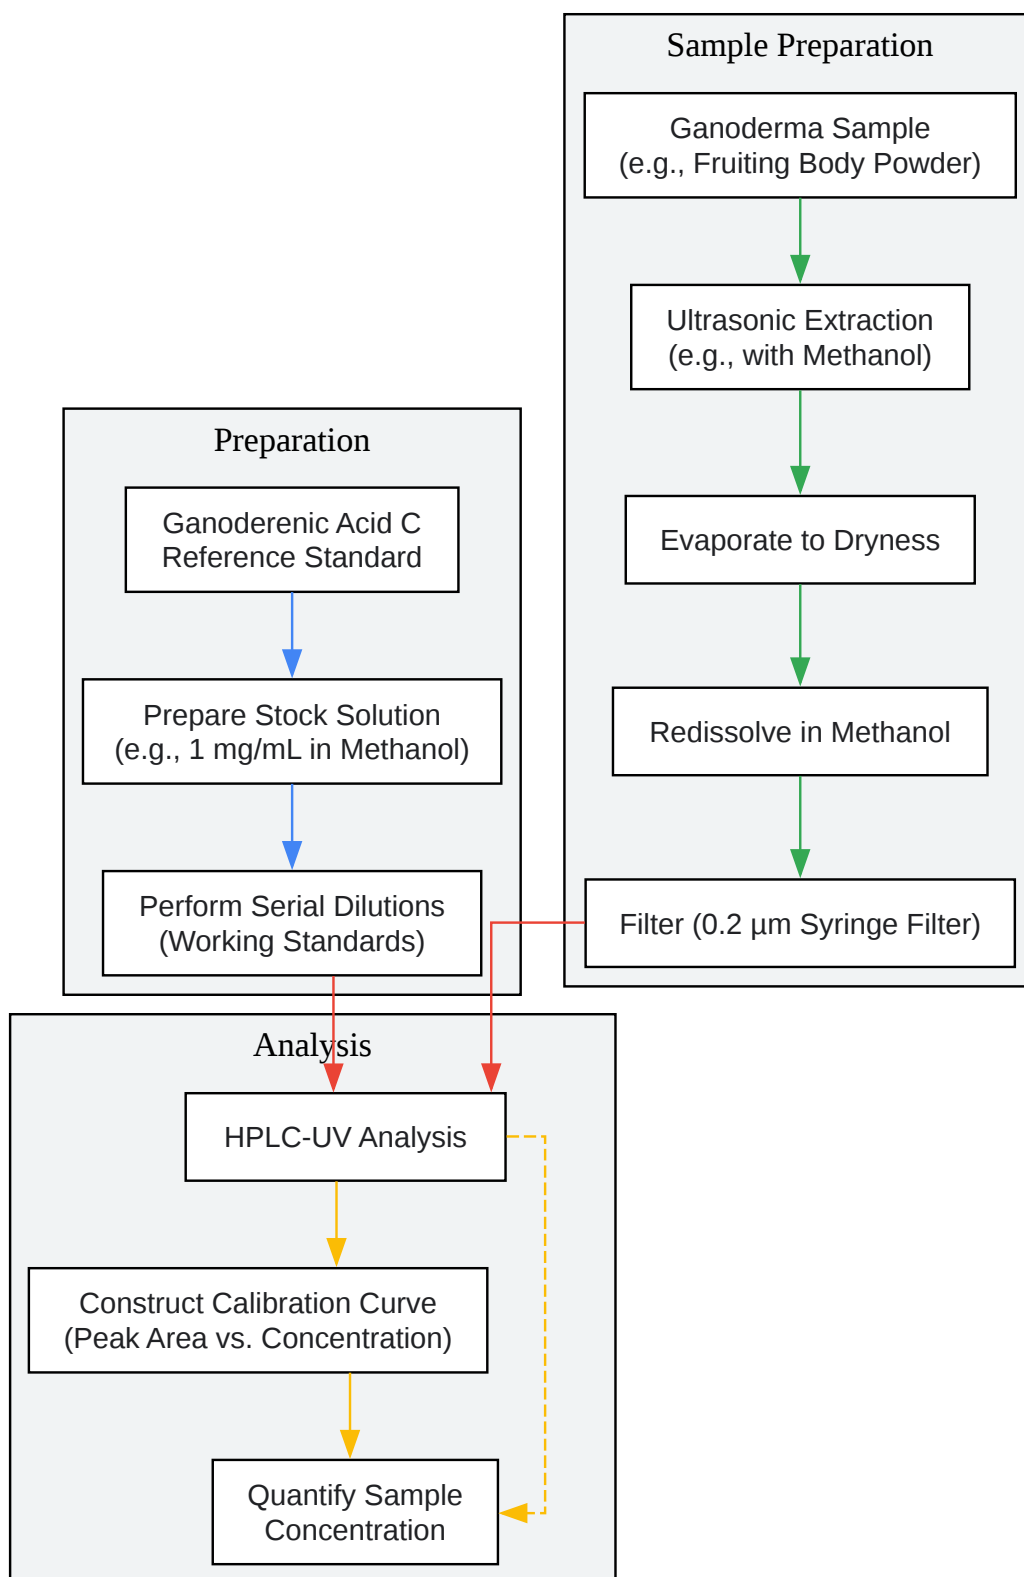 Sample Preparation
Ganoderma Sample
(e.g., Fruiting Body Powder)
Ultrasonic Extraction
(e.g., with Methanol)
Evaporate to Dryness
Redissolve in Methanol
Filter (0.2 µm Syringe Filter)
Preparation
Ganoderenic Acid C
Reference Standard
Prepare Stock Solution
(e.g., 1 mg/mL in Methanol)
Perform Serial Dilutions
(Working Standards)
Analysis
HPLC-UV Analysis
Construct Calibration Curve
(Peak Area vs. Concentration)
Quantify Sample
Concentration